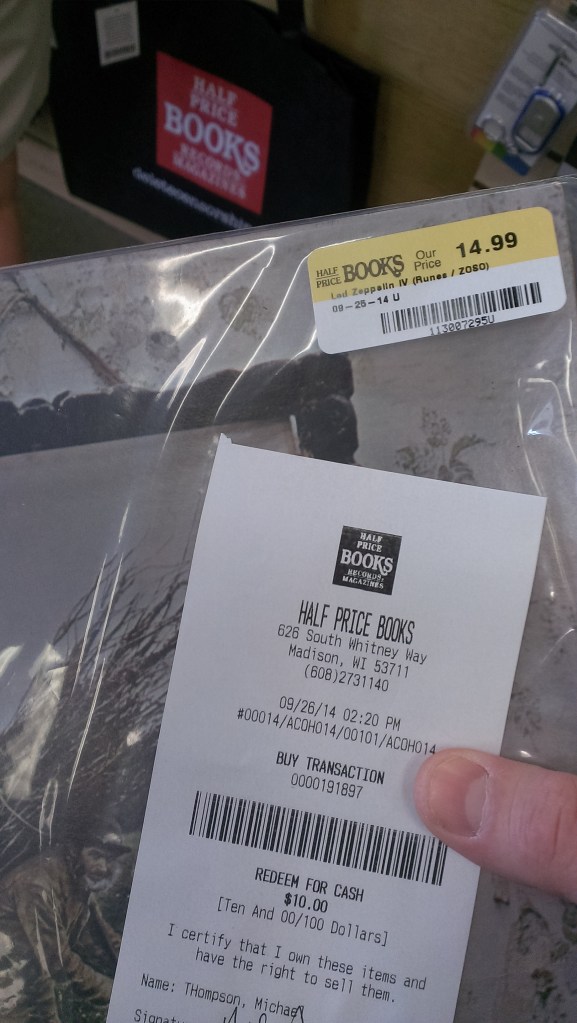 HALF
PRICE
BOOKS
RECORDS
MAGAZINES
HALF
PRICE
BOOKS
Our
Price
14.99
Led Zeppelin IV (Runes / ZOSO)
09-26-14 U
113007295U
HALF
PRICE
BOOKS
RECORDS,
MAGAZINES
HALF PRICE BOOKS
626 South Whitney Way
Madison, WI 53711
(608)2731140
09/26/14 02:20 PM
#00014/ACOH014/00101/ACOH014
BUY TRANSACTION
0000191897
REDEEM FOR CASH
$10.00
[Ten And 00/100 Dollars]
I certify that I own these items and
have the right to sell them.
Name: THompson, Michael